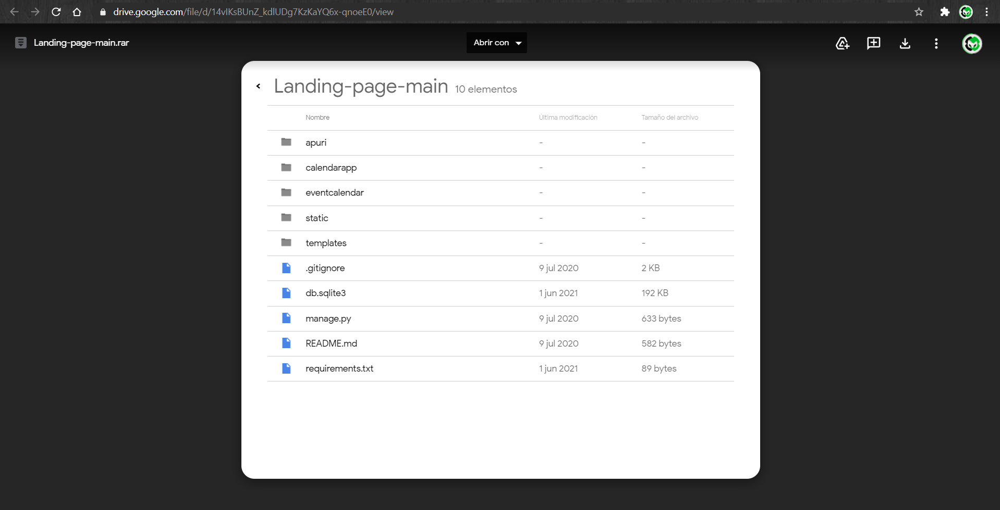 drive.google.com/file/d/14vIKsBUnZ_kdlUDg7KzKaYQ6x-qnoeE0/view
Landing-page-main.rar
Abrir con
Landing-page-main 10 elementos
Nombre Última modificación Tamaño del archivo
apuri - -
calendarapp - -
eventcalendar - -
static - -
templates - -
.gitignore 9 jul 2020 2 KB
db.sqlite3 1 jun 2021 192 KB
manage.py 9 jul 2020 633 bytes
README.md 9 jul 2020 582 bytes
requirements.txt 1 jun 2021 89 bytes